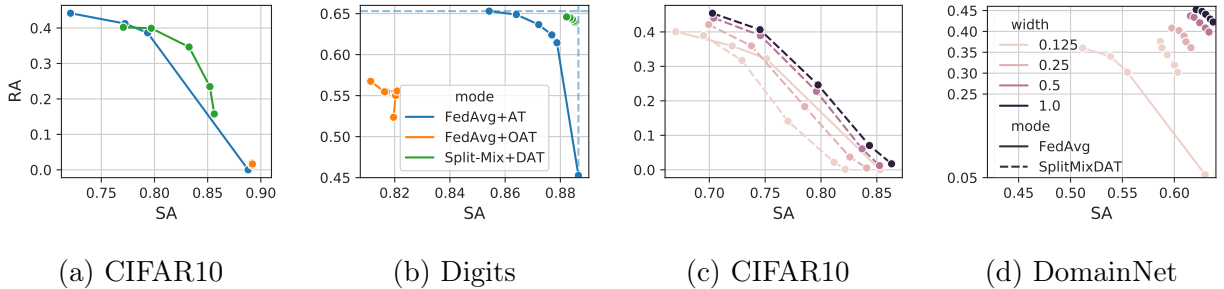 RA
0.4
0.2
0.0
0.75
0.80
0.85
0.90
SA
0.65
0.60
0.55
0.50
0.45
0.82
0.84
0.86
0.88
SA
mode
FedAvg+AT
FedAvg+OAT
Split-Mix+DAT
0.4
0.3
0.2
0.1
0.0
0.70
0.75
0.80
0.85
SA
0.45
0.40
0.35
0.30
0.25
0.05
0.45
0.50
0.55
0.60
SA
width
0.125
0.25
0.5
1.0
mode
FedAvg
SplitMixDAT
(a) CIFAR10
(b) Digits
(c) CIFAR10
(d) DomainNet